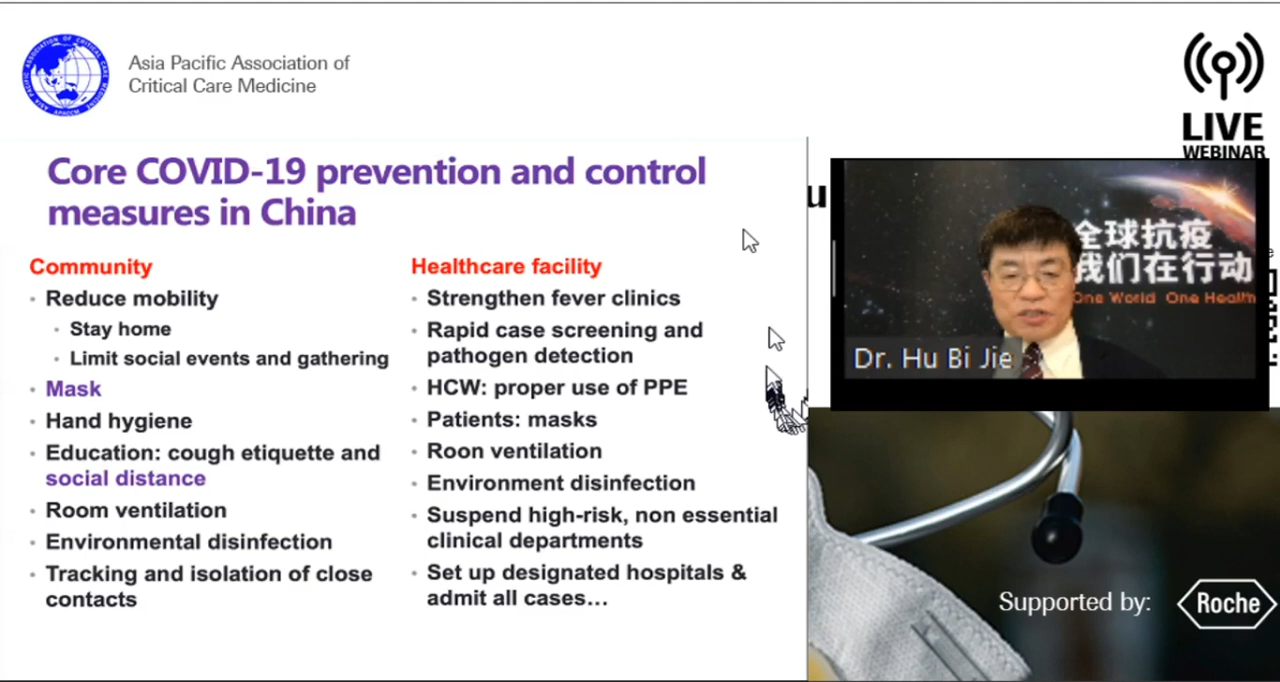 Asia Pacific Association of
Critical Care Medicine
LIVE
WEBINAR
Core COVID-19 prevention and control
measures in China
Community
Reduce mobility
Stay home
Limit social events and gathering
Mask
Hand hygiene
Education: cough etiquette and
social distance
Room ventilation
Environmental disinfection
Tracking and isolation of close
contacts
Healthcare facility
Strengthen fever clinics
Rapid case screening and
pathogen detection
HCW: proper use of PPE
Patients: masks
Roon ventilation
Environment disinfection
Suspend high-risk, non essential
clinical departments
Set up designated hospitals &
admit all cases…
全球抗疫
我们在行动
One World One Health
Dr. Hu Bi Jie
Supported by:
Roche